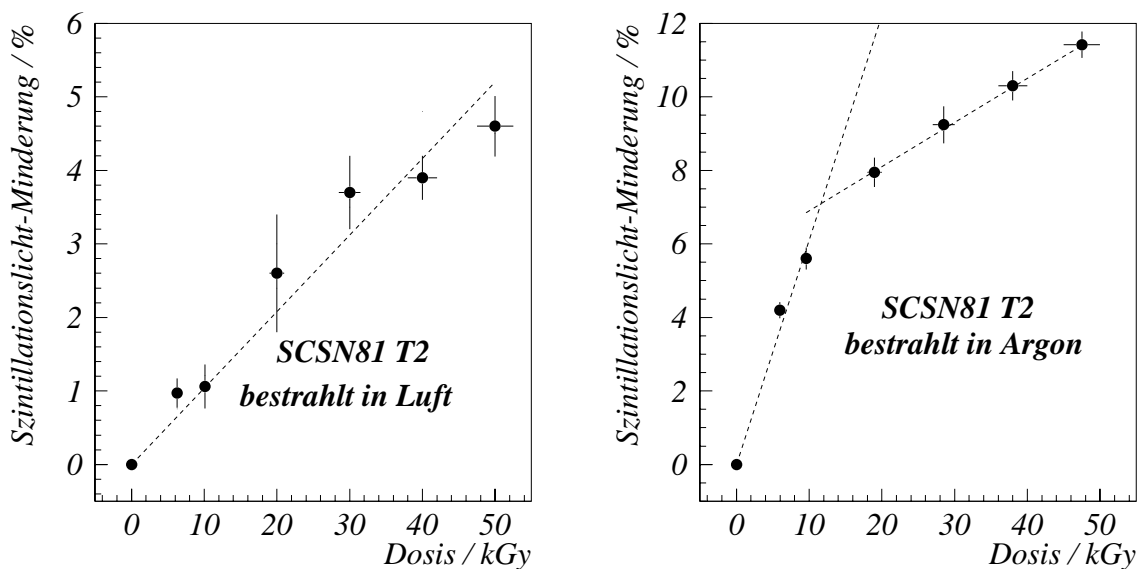 Szintillationslicht-Minderung / %
6
5
4
3
2
1
0
SCSN81 T2
bestrahlt in Luft
0 10 20 30 40 50
Dosis / kGy
Szintillationslicht-Minderung / %
12
10
8
6
4
2
0
SCSN81 T2
bestrahlt in Argon
0 10 20 30 40 50
Dosis / kGy